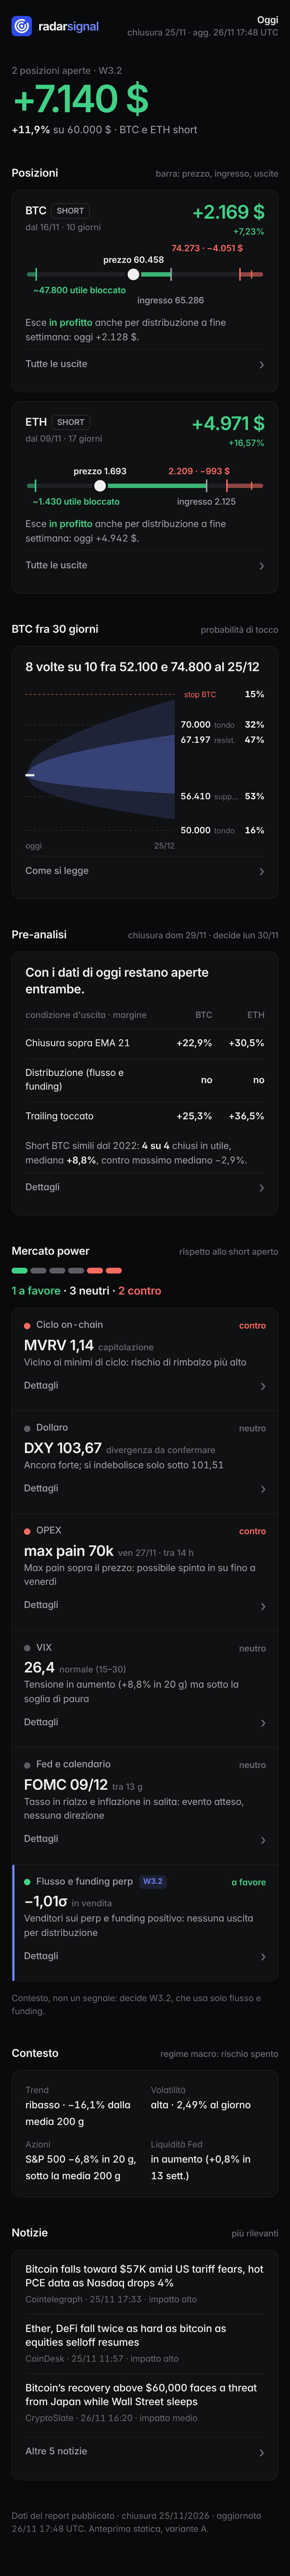 radarsignal
Oggi
chiusura 25/11 · agg. 26/11 17:48 UTC
2 posizioni aperte · W3.2
+7.140 $
+11,9% su 60.000 $ · BTC e ETH short
Posizioni
barra: prezzo, ingresso, uscite
BTC SHORT
+2.169 $
dal 16/11 · 10 giorni
+7,23%
74.273 · −4.051 $
prezzo 60.458
~47.800 utile bloccato
ingresso 65.286
Esce in profitto anche per distribuzione a fine
settimana: oggi +2.128 $.
Tutte le uscite
ETH SHORT
+4.971 $
dal 09/11 · 17 giorni
+16,57%
prezzo 1.693
2.209 · −993 $
~1.430 utile bloccato
ingresso 2.125
Esce in profitto anche per distribuzione a fine
settimana: oggi +4.942 $.
Tutte le uscite
BTC fra 30 giorni
probabilità di tocco
8 volte su 10 fra 52.100 e 74.800 al 25/12
stop BTC 15%
70.000 tondo 32%
67.197 resist. 47%
56.410 supp... 53%
50.000 tondo 16%
oggi
25/12
Come si legge
Pre-analisi
chiusura dom 29/11 · decide lun 30/11
Con i dati di oggi restano aperte
entrambe.
condizione d'uscita · margine BTC ETH
Chiusura sopra EMA 21 +22,9% +30,5%
Distribuzione (flusso e
funding) no no
Trailing toccato +25,3% +36,5%
Short BTC simili dal 2022: 4 su 4 chiusi in utile,
mediana +8,8%, contro massimo mediano −2,9%.
Dettagli
Mercato power
rispetto allo short aperto
1 a favore · 3 neutri · 2 contro
Ciclo on-chain
contro
MVRV 1,14 capitolazione
Vicino ai minimi di ciclo: rischio di rimbalzo più alto
Dettagli
Dollaro
neutro
DXY 103,67 divergenza da confermare
Ancora forte; si indebolisce solo sotto 101,51
Dettagli
OPEX
contro
max pain 70k ven 27/11 · tra 14 h
Max pain sopra il prezzo: possibile spinta in su fino a
venerdì
Dettagli
VIX
neutro
26,4 normale (15–30)
Tensione in aumento (+8,8% in 20 g) ma sotto la
soglia di paura
Dettagli
Fed e calendario
neutro
FOMC 09/12 tra 13 g
Tasso in rialzo e inflazione in salita: evento atteso,
nessuna direzione
Dettagli
Flusso e funding perp W3.2
a favore
−1,01σ in vendita
Venditori sui perp e funding positivo: nessuna uscita
per distribuzione
Dettagli
Contesto, non un segnale: decide W3.2, che usa solo flusso e
funding.
Contesto
regime macro: rischio spento
Trend
ribasso · −16,1% dalla
media 200 g
Volatilità
alta · 2,49% al giorno
Azioni
S&P 500 −6,8% in 20 g,
sotto la media 200 g
Liquidità Fed
in aumento (+0,8% in
13 sett.)
Notizie
più rilevanti
Bitcoin falls toward $57K amid US tariff fears, hot
PCE data as Nasdaq drops 4%
Cointelegraph · 25/11 17:33 · impatto alto
Ether, DeFi fall twice as hard as bitcoin as
equities selloff resumes
CoinDesk · 25/11 11:57 · impatto alto
Bitcoin’s recovery above $60,000 faces a threat
from Japan while Wall Street sleeps
CryptoSlate · 26/11 16:20 · impatto medio
Altre 5 notizie
Dati del report pubblicato · chiusura 25/11/2026 · aggiornato
26/11 17:48 UTC. Anteprima statica, variante A.